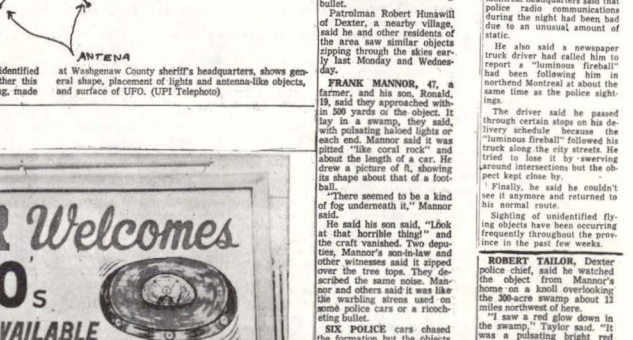 ANTENNA
identified
ther this
ng, made
at Washgenaw County sheriff's headquarters, shows gen-
eral shape, placement of lights and antenna-like objects,
and surface of UFO. (UPI Telephoto)
R Welcomes
O's
VAILABLE
bullet.
Patrolman Robert Hunawill
of Dexter, a nearby village,
said he and other residents of
the area saw similar objects
zipping through the skies ear-
ly last Monday and Wednes-
day.
FRANK MANNOR, 47, a
farmer, and his son, Ronald,
19, said they approached with-
in 500 yards of the object. It
lay in a swamp, they said,
with pulsating haloed lights or
each end. Mannor said it was
pitted "like coral rock" and
about the length of a car. He
drew a picture of it, showing
its shape about that of a foot-
ball.
"There seemed to be a kind
of fog underneath it," Mannor
said.
He said his son said, "Look
at that horrible thing!" and
the craft vanished. Two depu-
ties, Mannor's son-in-law and
other witnesses said it zipped
over the tree tops. They de-
scribed the same noise. Man-
nor and others said it was like
the warbling sirens used on
some police cars or a ricoch-
eting bullet.
SIX POLICE cars chased
the formation but the objects
Montreal headquarters said that
police radio communications
during the night had been bad
due to an unusual amount of
static.
He also said a newspaper
truck driver had called him to
report a "luminous fireball"
had been following him in
northend Montreal at about the
same time as the police sight-
ings.
The driver said he passed
through certain stops on his de-
livery schedule because the
"luminous fireball" followed his
truck along the city streets. He
tried to lose it by swerving
around intersections but the ob-
pect kept close by.
Finally, he said he couldn't
see it anymore and returned to
his normal route.
Sighting of unidentified fly-
ing objects have been occurring
frequently throughout the prov-
ince in the past few weeks.
ROBERT TAILOR, Dexter
police chief, said he watched
the object from Mannor's
home on a knoll overlooking
the 300-acre swamp about 12
miles northwest of here.
"I saw a red glow down in
the swamp," Taylor said. "It
was a pulsating bright red